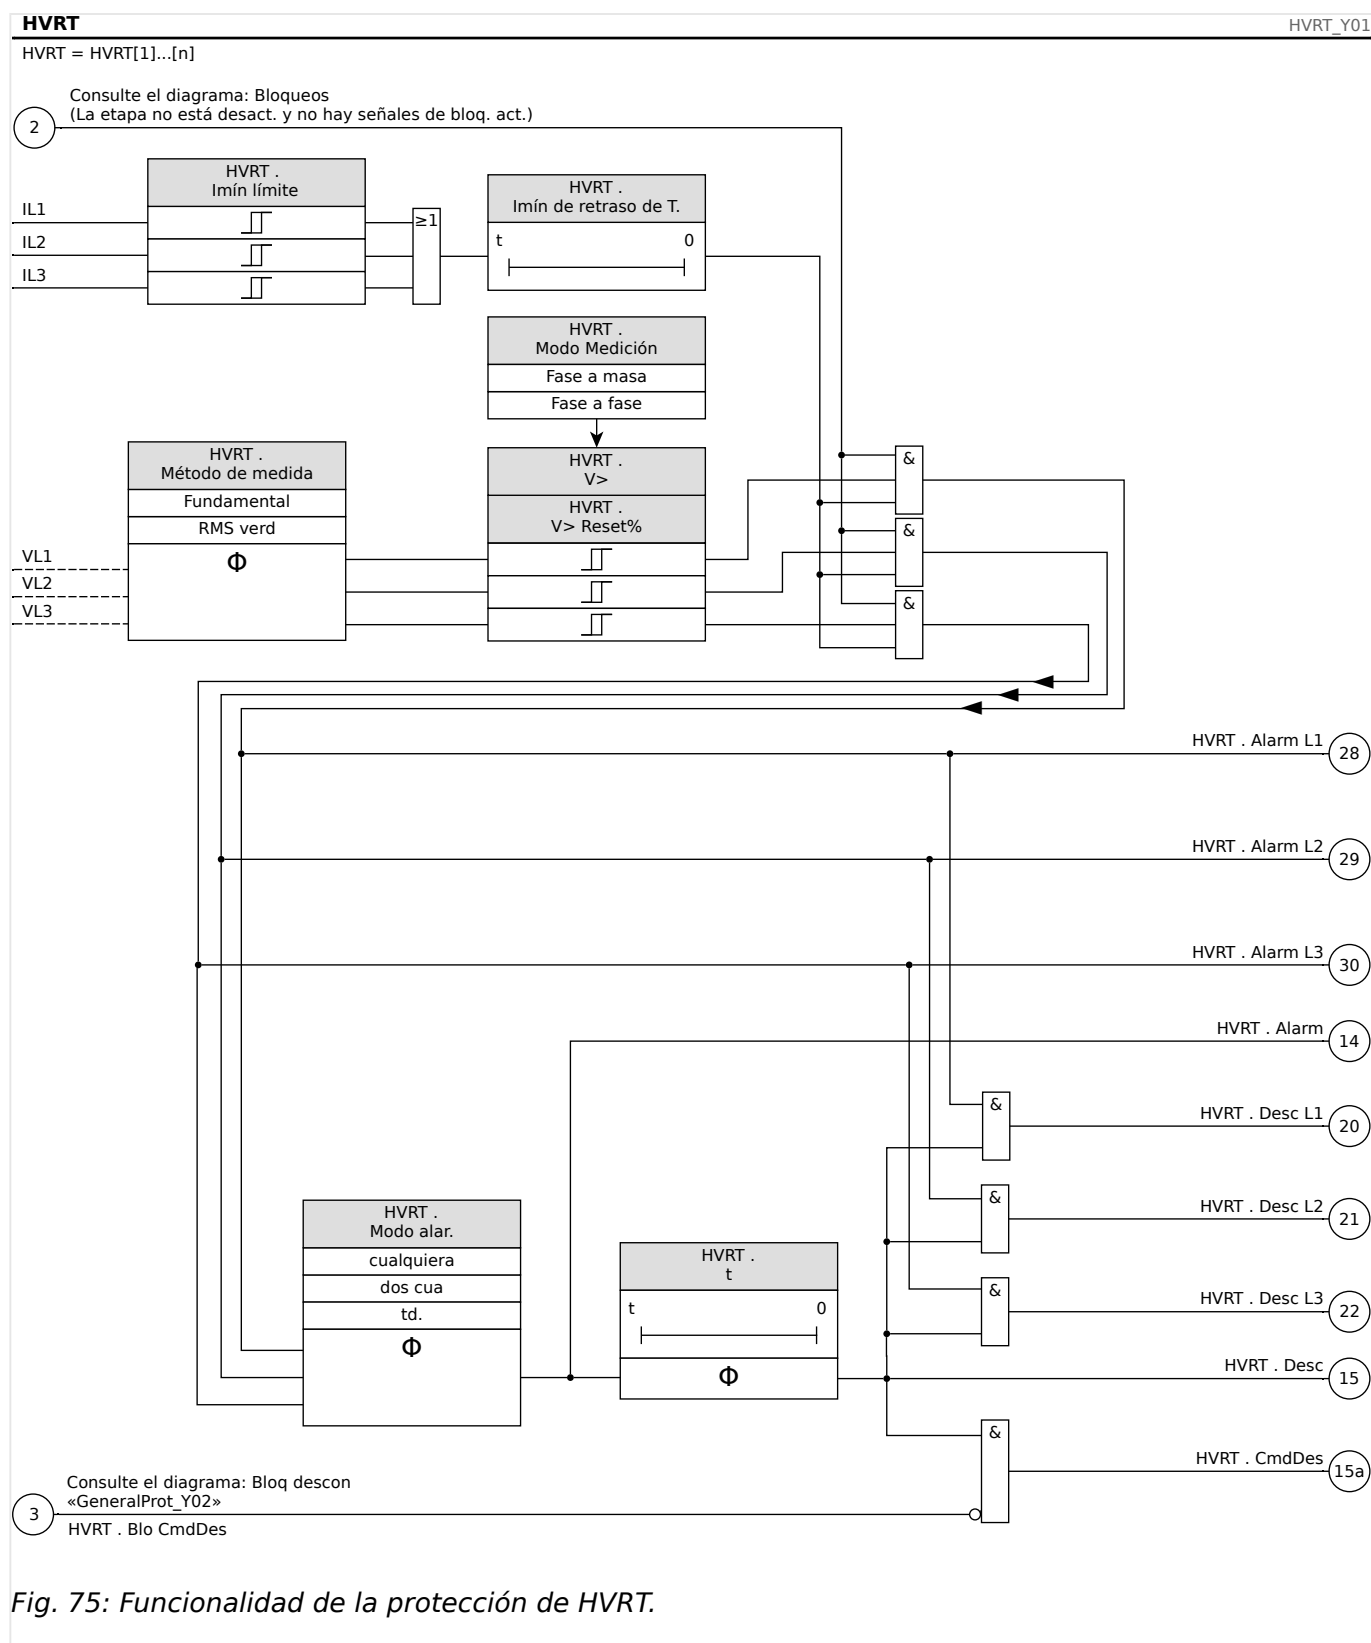 HVRT
HVRT_Y01
HVRT = HVRT[1]...[n]
Consulte el diagrama: Bloqueos
(La etapa no está desact. y no hay señales de bloq. act.)
2
HVRT .
Imín límite
IL1
IL2
IL3
≥1
HVRT .
Imín de retraso de T.
t 0
HVRT .
Modo Medición
Fase a masa
Fase a fase
HVRT .
Método de medida
Fundamental
RMS verd
Φ
VL1
VL2
VL3
HVRT .
V>
HVRT .
V> Reset%
&
&
&
HVRT . Alarm L1
28
HVRT . Alarm L2
29
HVRT . Alarm L3
30
HVRT . Alarm
14
&
HVRT . Desc L1
20
&
HVRT . Desc L2
21
&
HVRT . Desc L3
22
HVRT .
Modo alar.
cualquiera
dos cua
td.
Φ
HVRT .
t
t 0
Φ
HVRT . Desc
15
&
HVRT . CmdDes
15a
Consulte el diagrama: Bloq descon
«GeneralProt_Y02»
3
HVRT . Blo CmdDes
Fig. 75: Funcionalidad de la protección de HVRT.